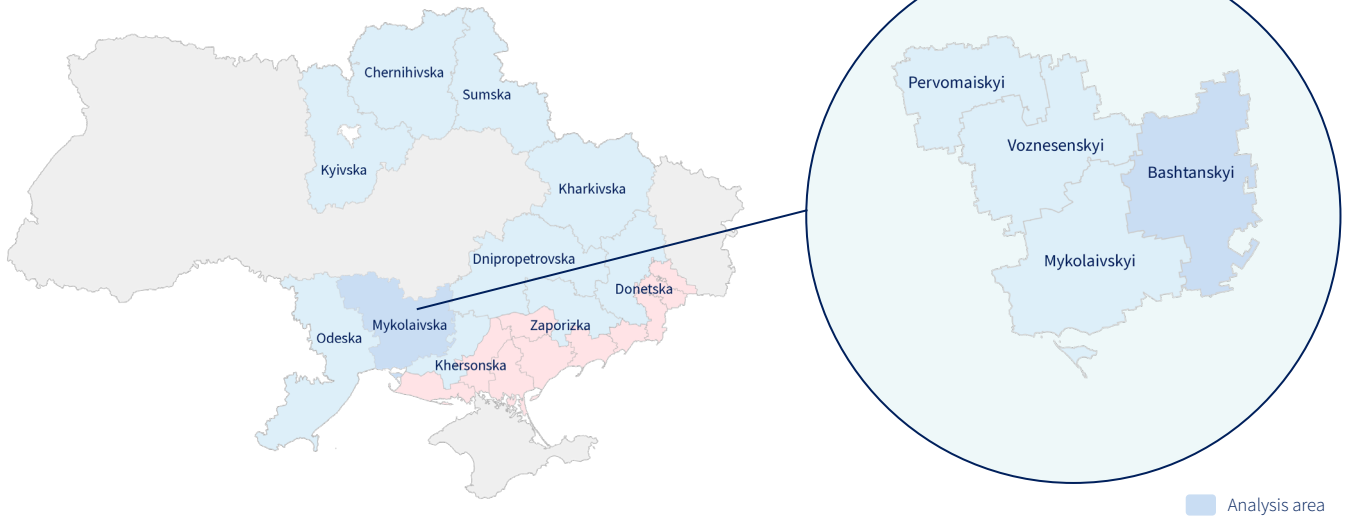 Chernihivska
Sumska
Kyivska
Kharkivska
Dnipropetrovska
Donetska
Mykolaivska
Zaporizka
Odeska
Khersonska
Pervomaiskyi
Voznesenskyi
Bashtanskyi
Mykolaivskyi
Analysis area